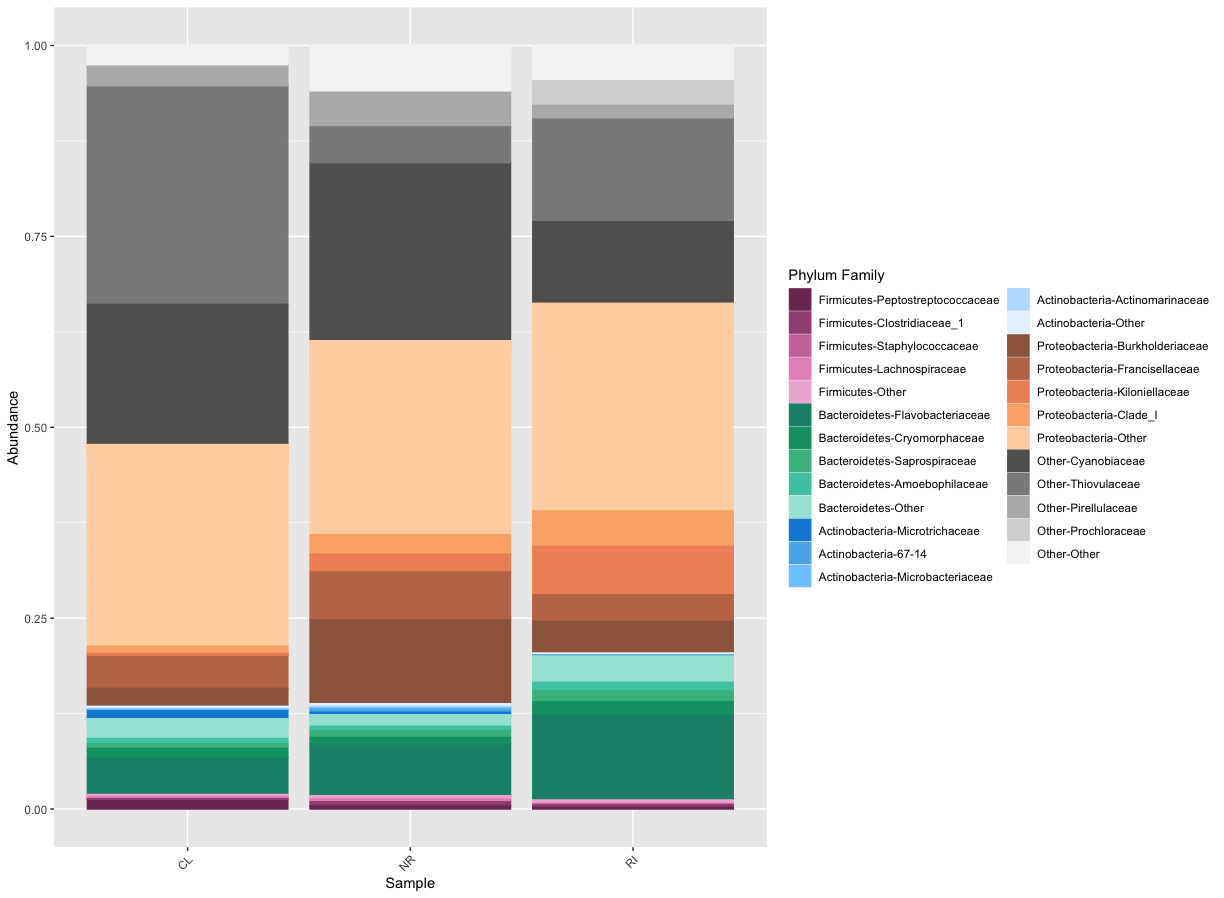 1.00
0.75
0.50
0.25
0.00
Abundance
CL
NR
RI
Sample
Phylum Family
Firmicutes-Peptostreptococcaceae
Firmicutes-Clostridiaceae_1
Firmicutes-Staphylococcaceae
Firmicutes-Lachnospiraceae
Firmicutes-Other
Bacteroidetes-Flavobacteriaceae
Bacteroidetes-Cryomorphaceae
Bacteroidetes-Saprospiraceae
Bacteroidetes-Amoebophilaceae
Bacteroidetes-Other
Actinobacteria-Microtrichaceae
Actinobacteria-67-14
Actinobacteria-Microbacteriaceae
Actinobacteria-Actinomarinaceae
Actinobacteria-Other
Proteobacteria-Burkholderiaceae
Proteobacteria-Francisellaceae
Proteobacteria-Kiloniellaceae
Proteobacteria-Clade_I
Proteobacteria-Other
Other-Cyanobiaceae
Other-Thiovulaceae
Other-Pirellulaceae
Other-Prochloraceae
Other-Other